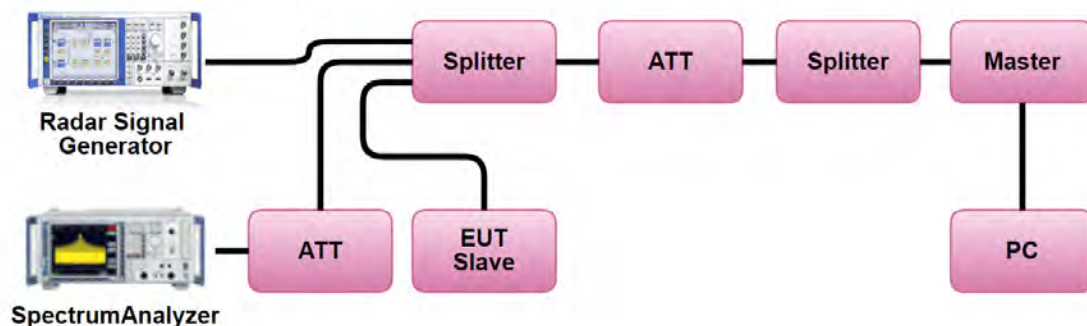 Splitter
ATT
Splitter
Master
Radar Signal
Generator
ATT
EUT
Slave
PC
SpectrumAnalyzer